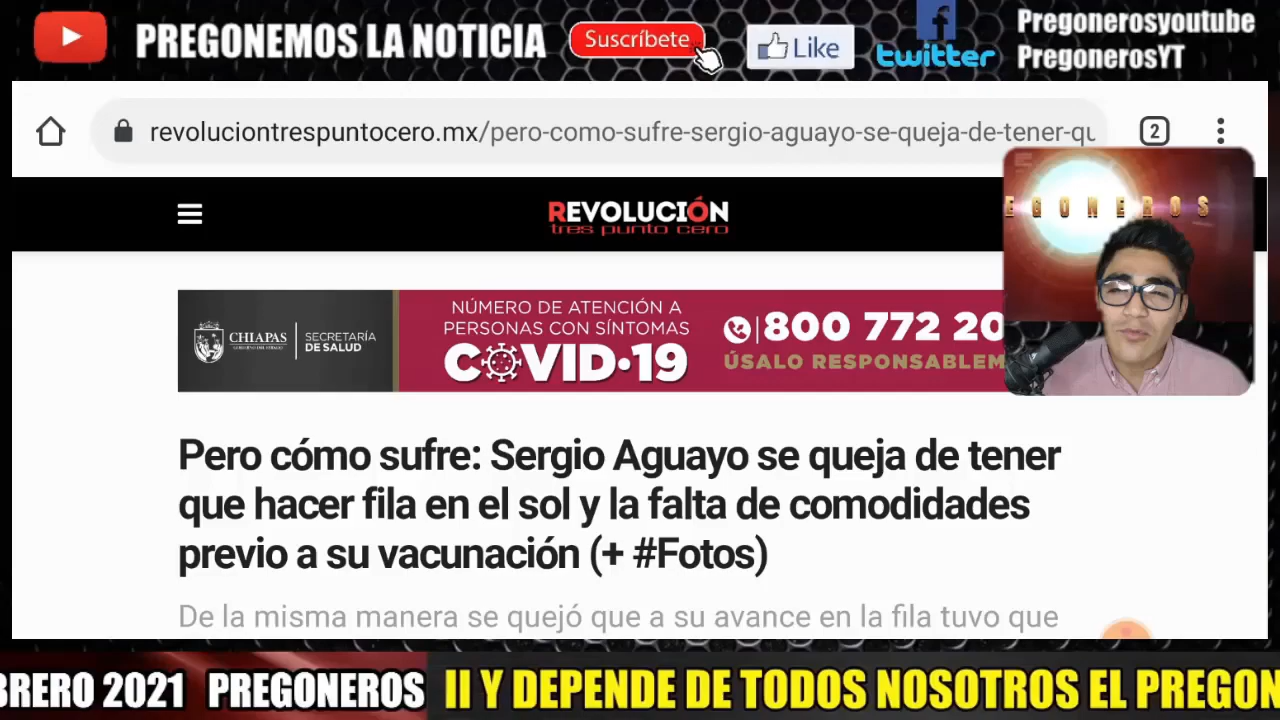 PREGONEMOS LA NOTICIA
Suscríbete
Like
twitter
Pregonerosyoutube
PregonerosYT
revoluciontrespuntocero.mx/pero-como-sufre-sergio-aguayo-se-queja-de-tener-qu
2
REVOLUCIÓN
tres punto cero
EGONEROS
CHIAPAS
SECRETARÍA
DE SALUD
NÚMERO DE ATENCIÓN A
PERSONAS CON SÍNTOMAS
COVID·19
800 772 20
ÚSALO RESPONSABLEM
Pero cómo sufre: Sergio Aguayo se queja de tener
que hacer fila en el sol y la falta de comodidades
previo a su vacunación (+ #Fotos)
De la misma manera se quejó que a su avance en la fila tuvo que
BRERO 2021 PREGONEROS II Y DEPENDE DE TODOS NOSOTROS EL PREGON